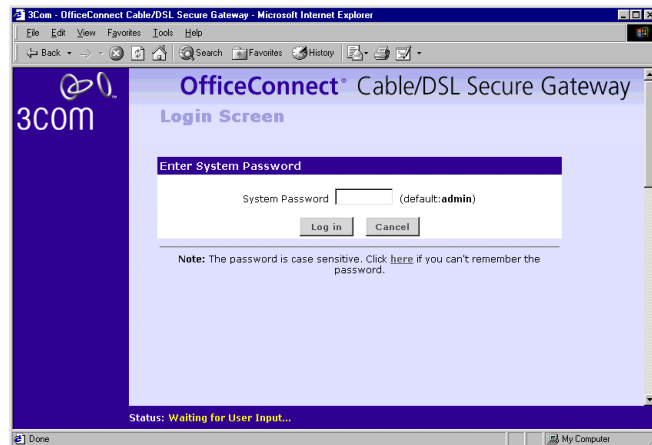 3Com - OfficeConnect Cable/DSL Secure Gateway - Microsoft Internet Explorer
File Edit View Favorites Tools Help
Back Search Favorites History
3COM
OfficeConnect® Cable/DSL Secure Gateway
Login Screen
Enter System Password
System Password (default:admin)
Log in Cancel
Note: The password is case sensitive. Click here if you can't remember the
password.
Status: Waiting for User Input...
Done My Computer